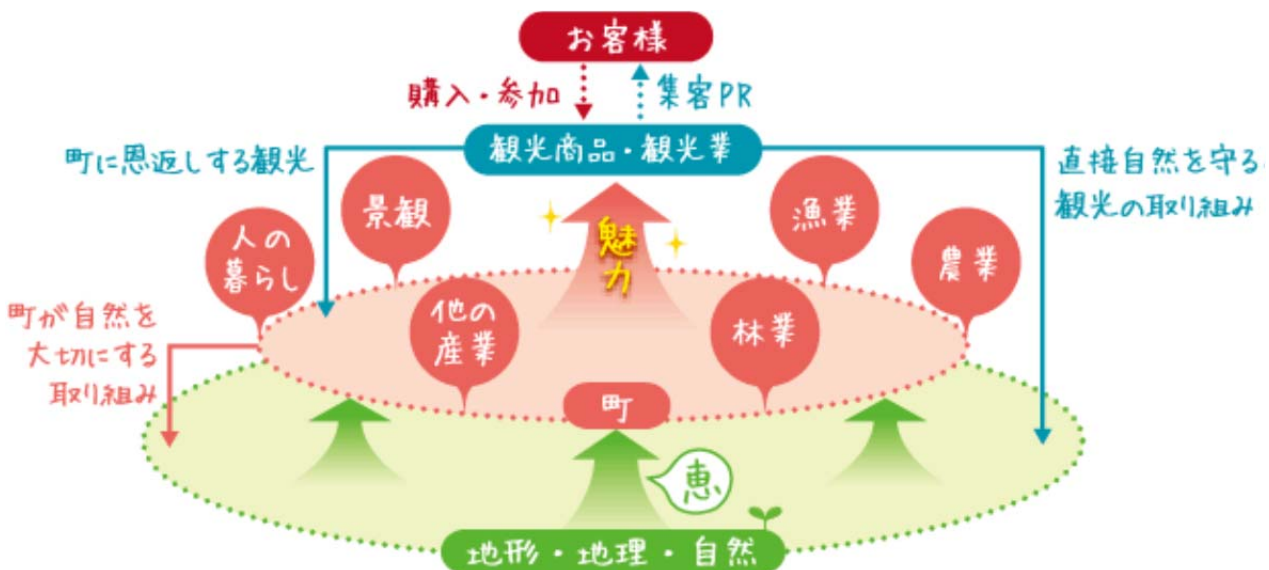 お客様
購入・参加
集客PR
観光商品・観光業
町に恩返しする観光
直接自然を守る
観光の取り組み
景観
漁業
人の
暮らし
魅力
農業
他の
産業
林業
町が自然を
大切にする
取り組み
町
恵
地形・地理・自然